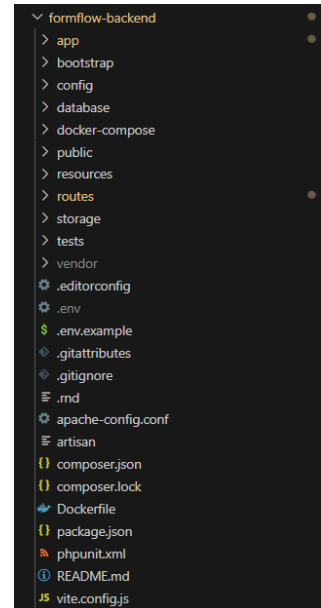 formflow-backend
app
bootstrap
config
database
docker-compose
public
resources
routes
storage
tests
vendor
.editorconfig
.env
$ .env.example
.gitattributes
.gitignore
.rnd
apache-config.conf
artisan
{} composer.json
{} composer.lock
Dockerfile
{} package.json
phpunit.xml
README.md
JS vite.config.js